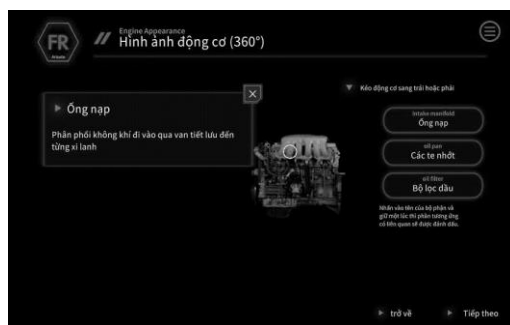 FR
Engine Appearance
Hình ảnh động cơ (360°)
Kéo động cơ sang trái hoặc phải
Ống nạp
Phân phối không khí đi vào qua van tiết lưu đến
từng xi lanh
intake manifold
Ống nạp
oil pan
Các te nhớt
oil filter
Bộ lọc dầu
Nhấn vào tên của bộ phận và
giữ một lúc thì phần tương ứng
có liên quan sẽ được đánh dấu.
trở về
Tiếp theo